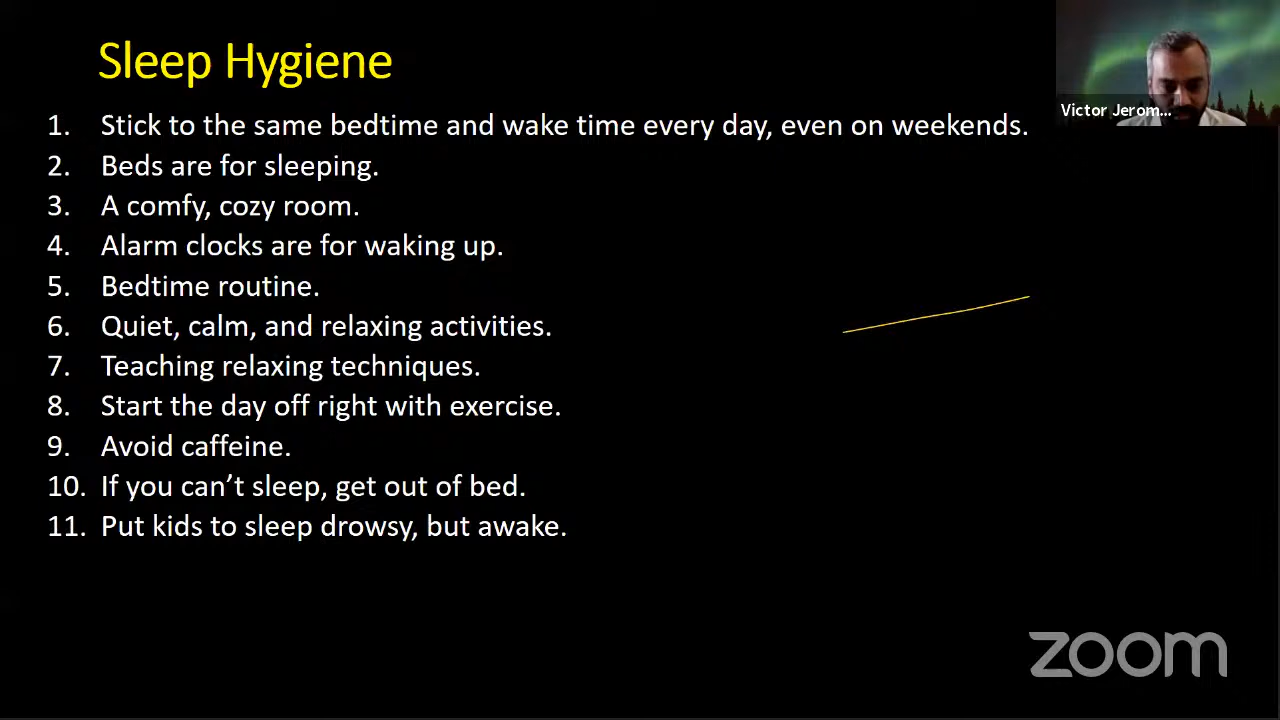 Sleep Hygiene
1. Stick to the same bedtime and wake time every day, even on weekends.
2. Beds are for sleeping.
3. A comfy, cozy room.
4. Alarm clocks are for waking up.
5. Bedtime routine.
6. Quiet, calm, and relaxing activities.
7. Teaching relaxing techniques.
8. Start the day off right with exercise.
9. Avoid caffeine.
10. If you can’t sleep, get out of bed.
11. Put kids to sleep drowsy, but awake.
Victor Jerom...
zoom